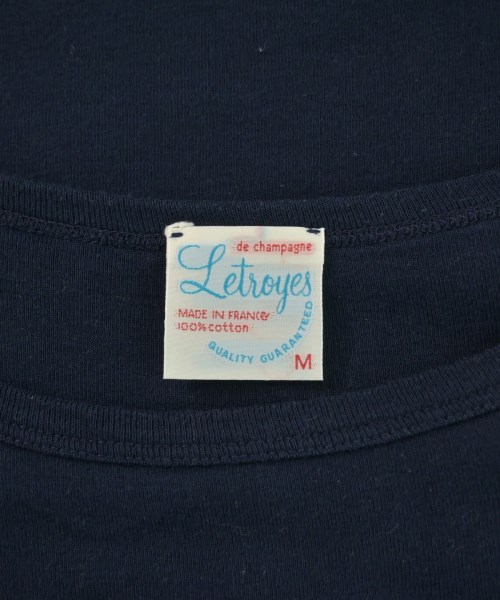 de champagne
Letroyes
MADE IN FRANCE
100% cotton
QUALITY GUARANTEED
M